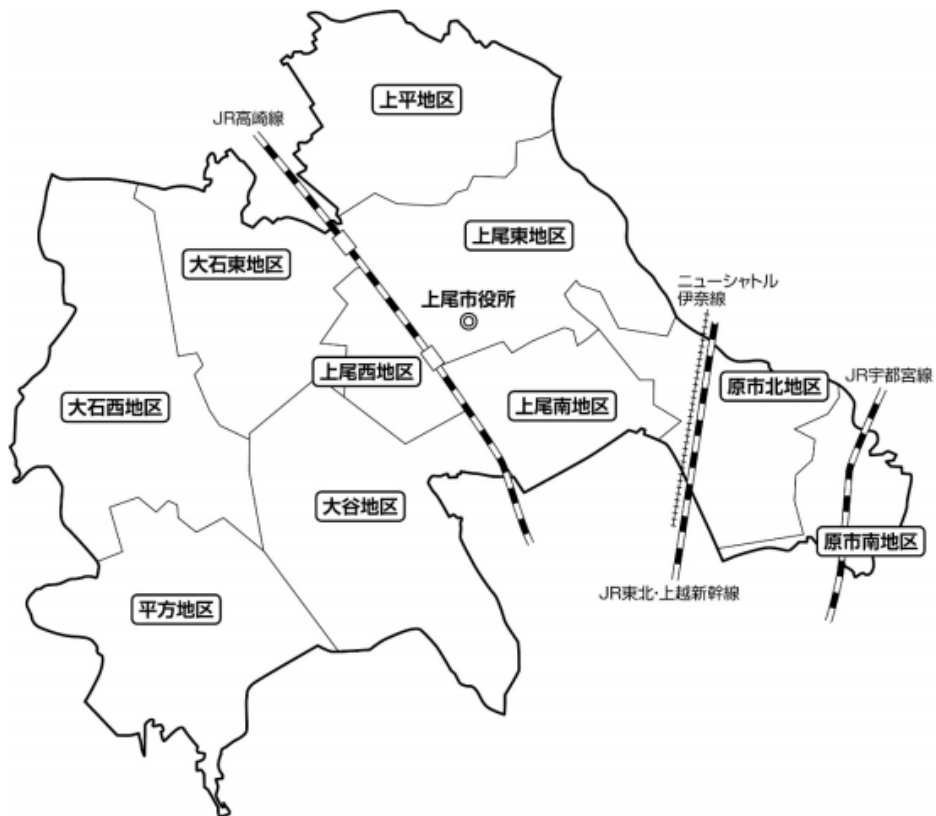 上平地区
JR高崎線
上尾東地区
大石東地区
ニューシャトル
伊奈線
上尾市役所
上尾西地区
JR宇都宮線
原市北地区
大石西地区
上尾南地区
大谷地区
原市南地区
JR東北・上越新幹線
平方地区